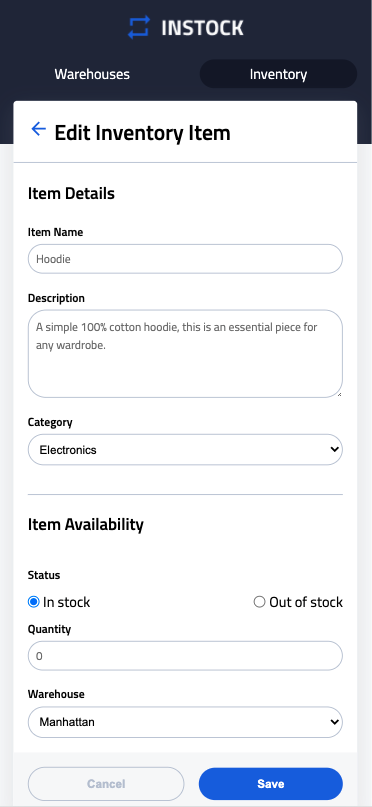 INSTOCK
Warehouses Inventory
Edit Inventory Item
Item Details
Item Name
Hoodie
Description
A simple 100% cotton hoodie, this is an essential piece for
any wardrobe.
Category
Electronics
Item Availability
Status
In stock Out of stock
Quantity
0
Warehouse
Manhattan
Cancel Save